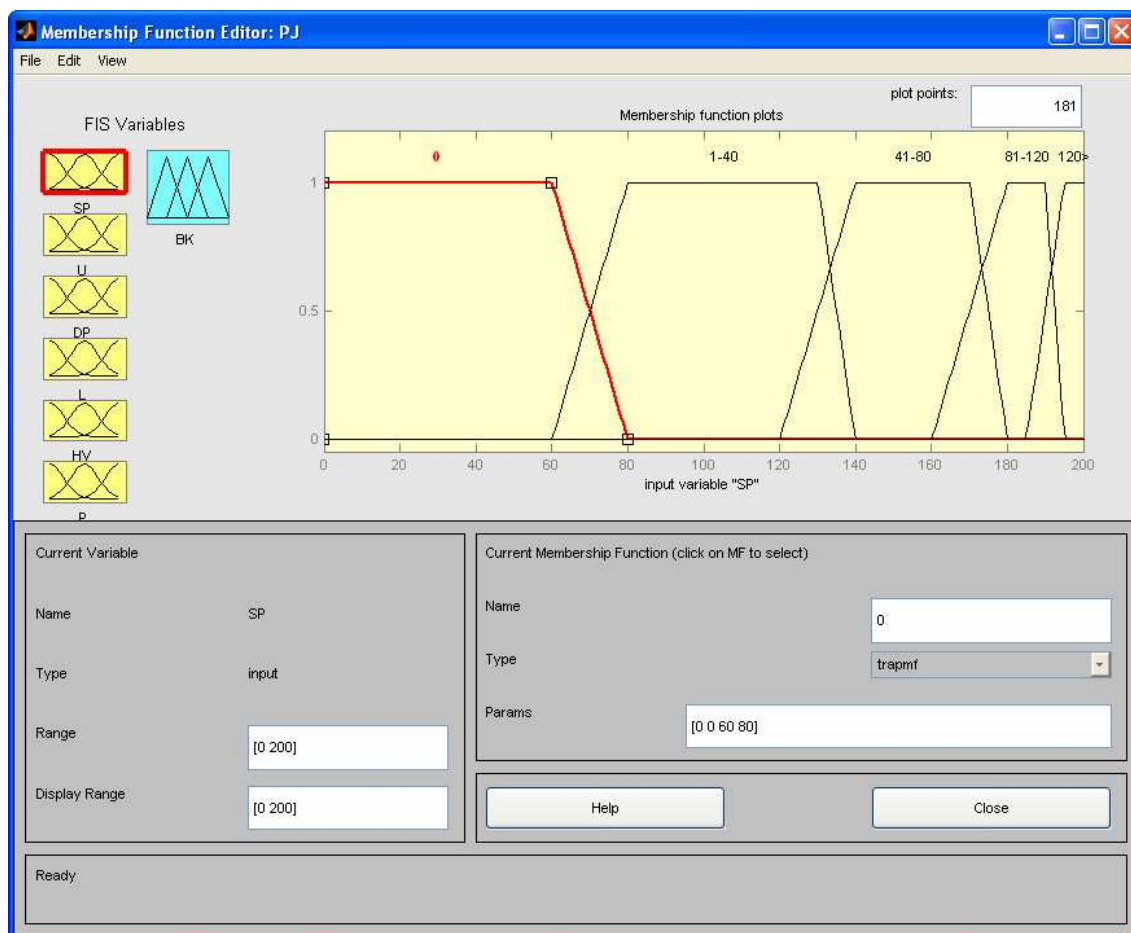 Membership Function Editor: PJ
File Edit View
FIS Variables
SP
U
DP
L
HV
P
BK
plot points:
181
Membership function plots
0 1-40 41-80 81-120 120>
1
0.5
0
0 20 40 60 80 100 120 140 160 180 200
input variable "SP"
Current Variable
Name SP
Type input
Range [0 200]
Display Range [0 200]
Current Membership Function (click on MF to select)
Name 0
Type trapmf
Params [0 0 60 80]
Help Close
Ready